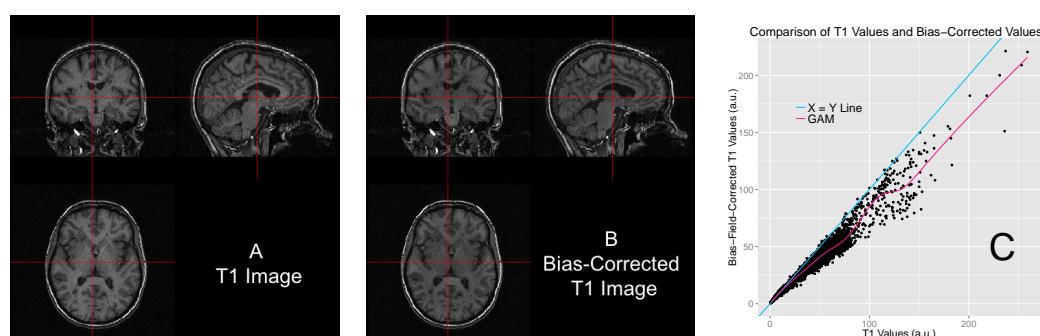 A
T1 Image
B
Bias-Corrected
T1 Image
Comparison of T1 Values and Bias−Corrected Values
Bias−Field−Corrected T1 Values (a.u.)
200
150
100
50
0
X = Y Line
GAM
C
0
100
200
T1 Values (a.u.)